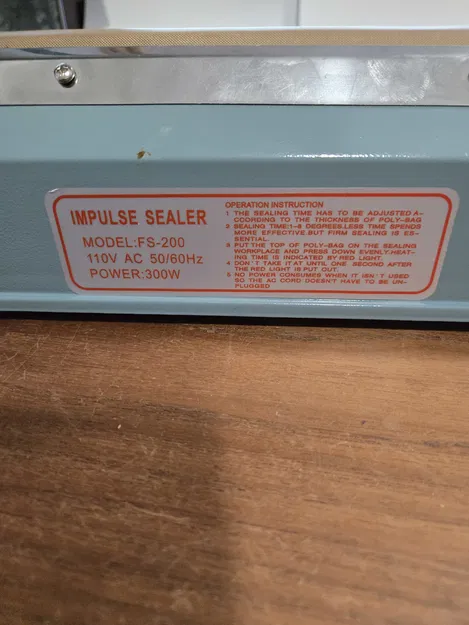 IMPULSE SEALER
MODEL:FS-200
110V AC 50/60Hz
POWER:300W
OPERATION INSTRUCTION
1 THE SEALING TIME HAS TO BE ADJUSTED A-
CCORDING TO THE THICKNESS OF POLY-BAG
2 SEALING TIME:1-8 DEGREES.LESS TIME SPENDS
MORE EFFECTIVE.BUT FIRM SEALING IS ES-
SENTIAL.
3 PUT THE TOP OF POLY-BAG ON THE SEALING
WORKPLACE AND PRESS DOWN EVENLY.HEAT-
ING TIME IS INDICATED BY RED LIGHT.
4 DON'T TAKE IT AT UNTIL ONE .SECOND AFTER
THE RED LIGHT IS PUT OUT.
5 NO POWER CONSUMES WHEN IT ISN'T USED
SO THE AC CORD DOESN'T HAVE TO BE UN-
PLUGGED